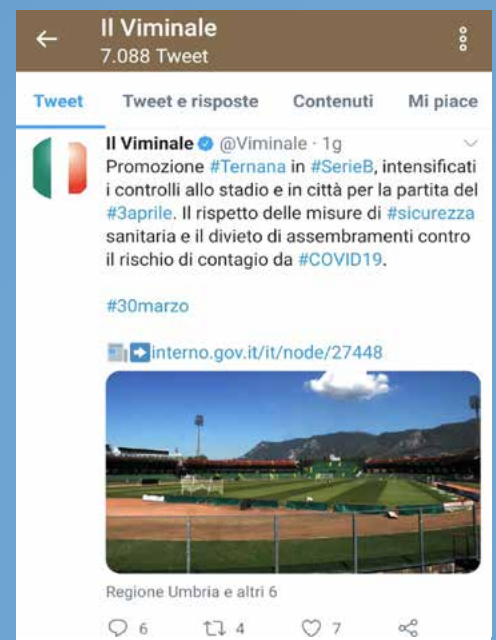 Il Viminale
7.088 Tweet
Tweet
Tweet e risposte
Contenuti
Mi piace
Il Viminale @Viminale · 1g
Promozione #Ternana in #SerieB, intensificati
i controlli allo stadio e in città per la partita del
#3aprile. Il rispetto delle misure di #sicurezza
sanitaria e il divieto di assembramenti contro
il rischio di contagio da #COVID19.
#30marzo
interno.gov.it/it/node/27448
Regione Umbria e altri 6
6
4
7